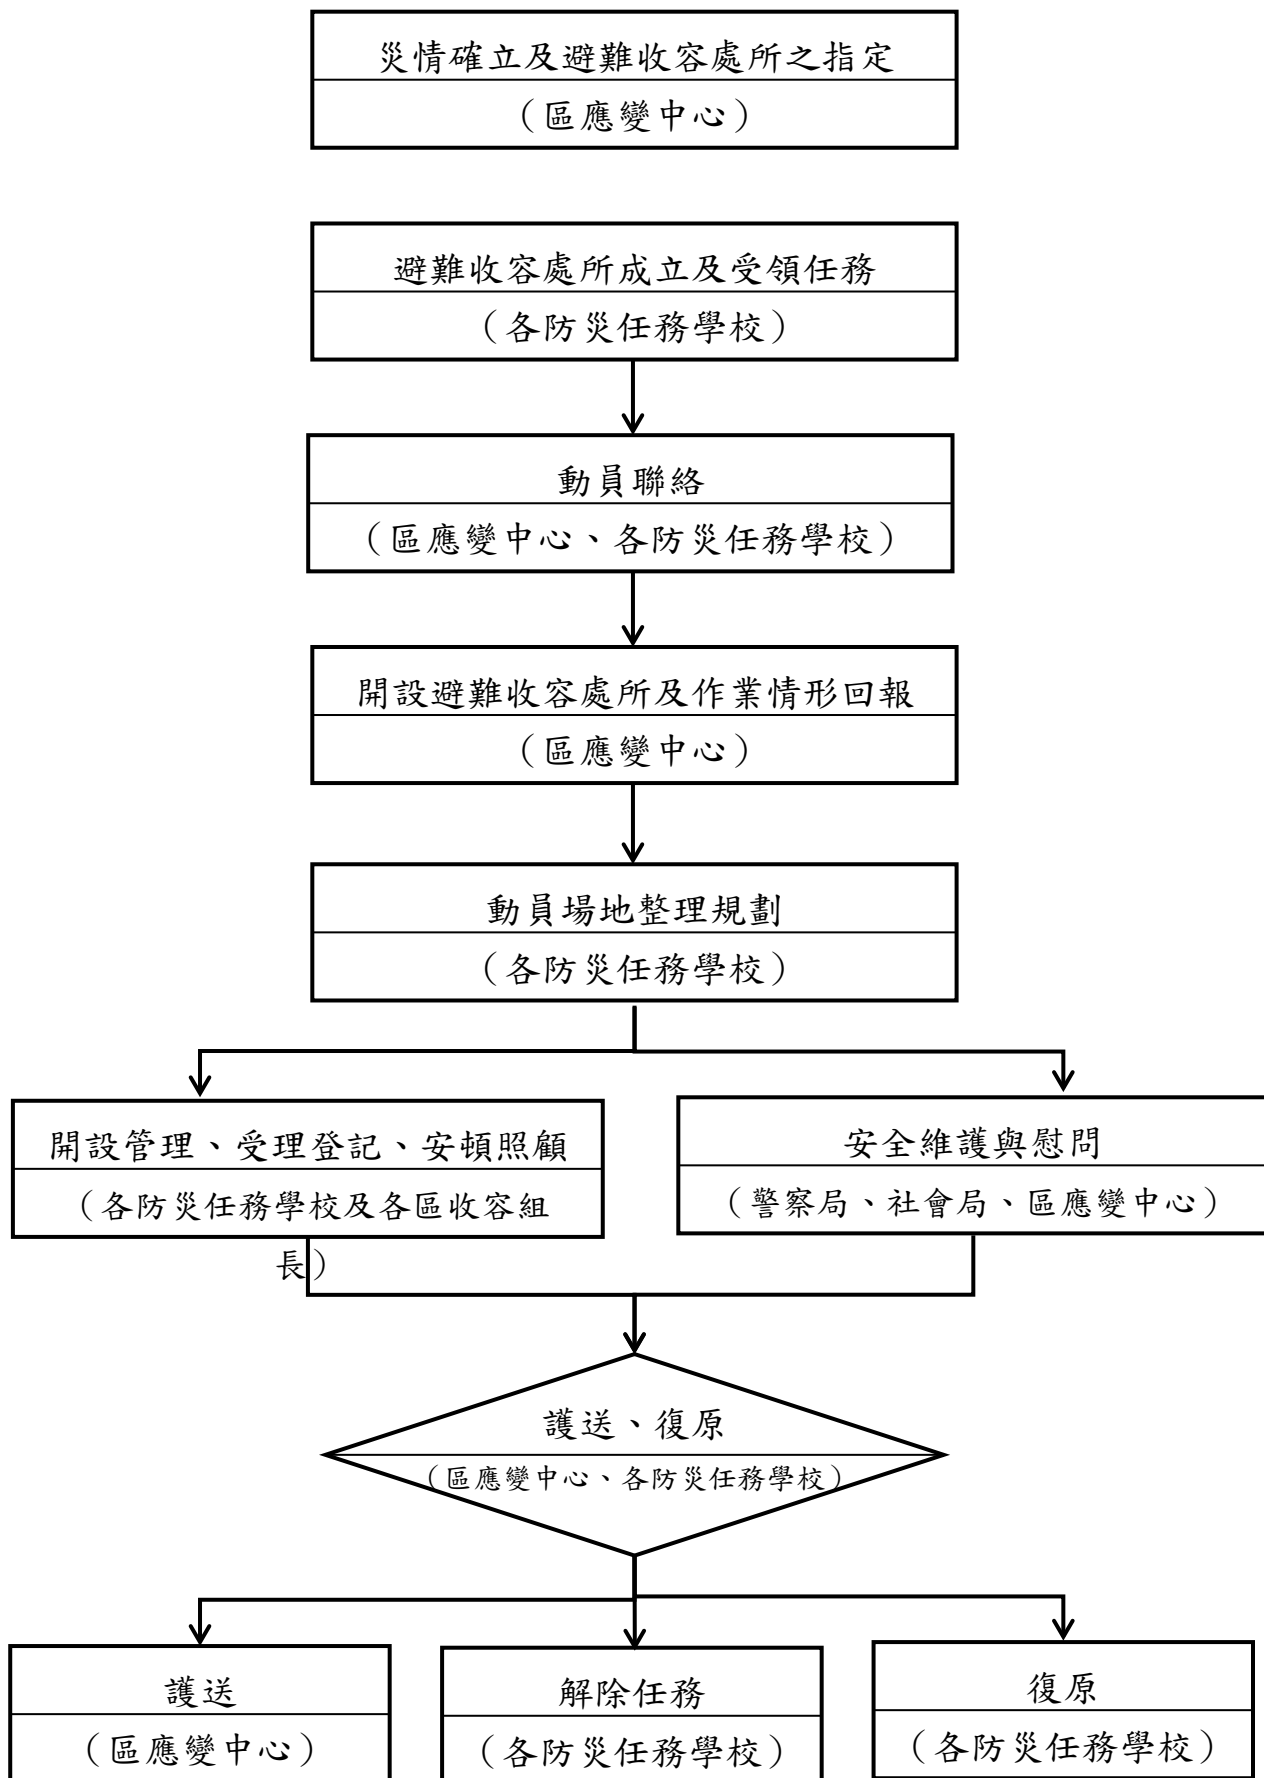 災情確立及避難收容處所之指定
（區應變中心）
避難收容處所成立及受領任務
（各防災任務學校）
動員聯絡
（區應變中心、各防災任務學校）
開設避難收容處所及作業情形回報
（區應變中心）
動員場地整理規劃
（各防災任務學校）
開設管理、受理登記、安頓照顧
（各防災任務學校及各區收容組
長）
安全維護與慰問
（警察局、社會局、區應變中心）
護送、復原
（區應變中心、各防災任務學校）
護送
（區應變中心）
解除任務
（各防災任務學校）
復原
（各防災任務學校）